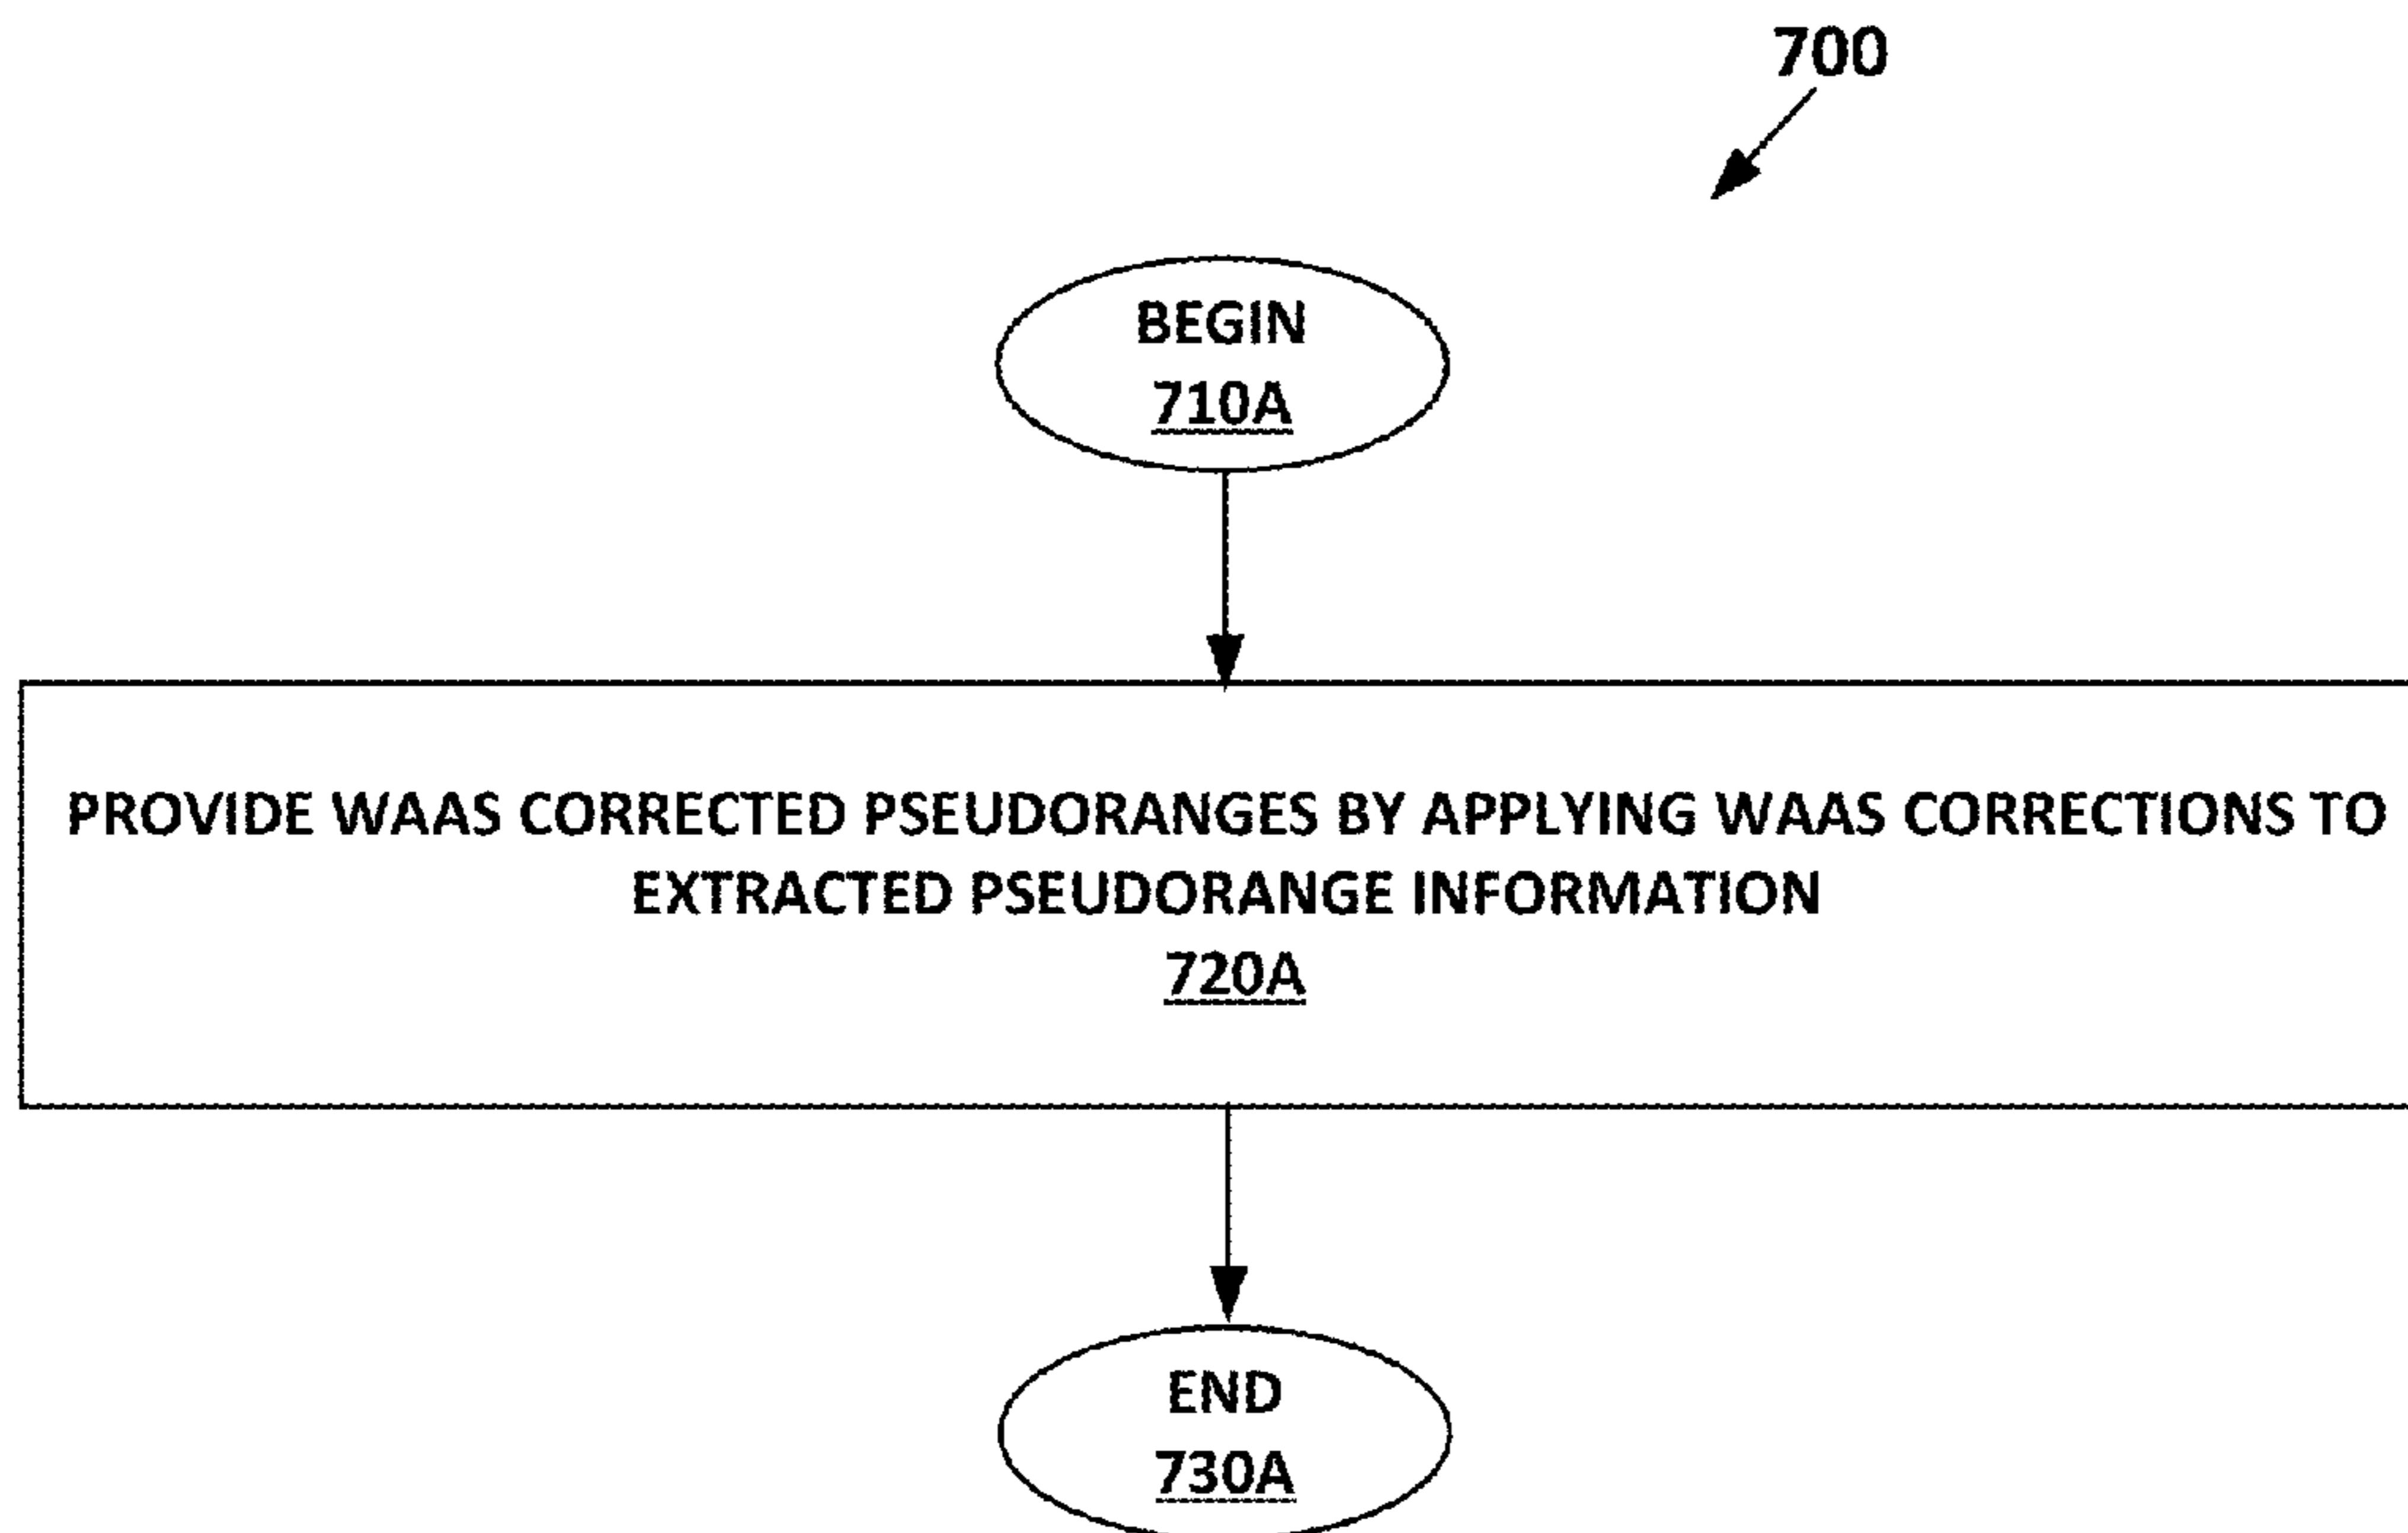 700
BEGIN
710A
PROVIDE WAAS CORRECTED PSEUDORANGES BY APPLYING WAAS CORRECTIONS TO
EXTRACTED PSEUDORANGE INFORMATION
720A
END
730A